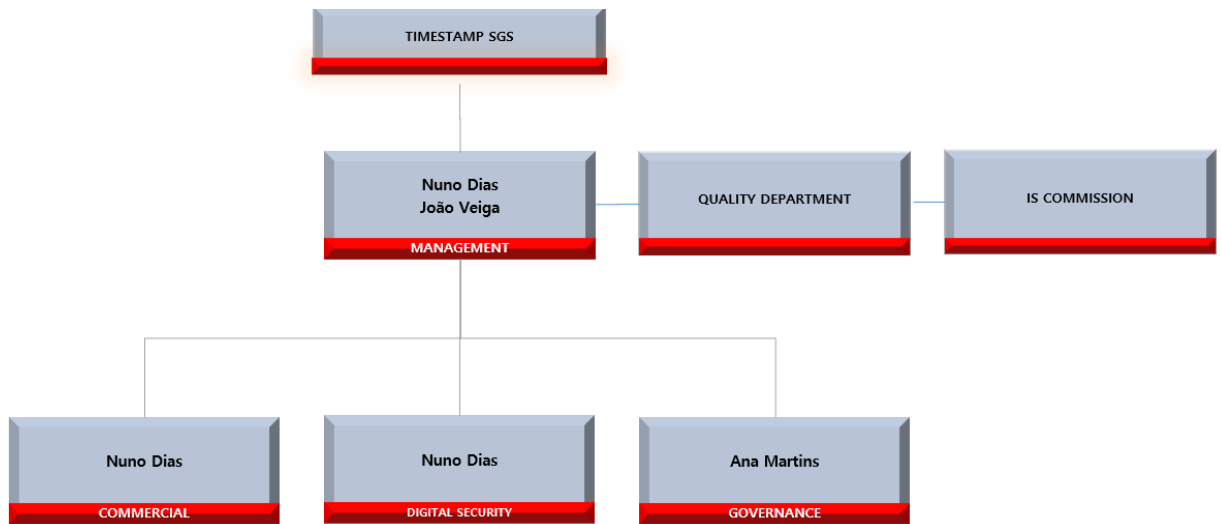 TIMESTAMP SGS
Nuno Dias
João Veiga
MANAGEMENT
QUALITY DEPARTMENT
IS COMMISSION
Nuno Dias
COMMERCIAL
Nuno Dias
DIGITAL SECURITY
Ana Martins
GOVERNANCE